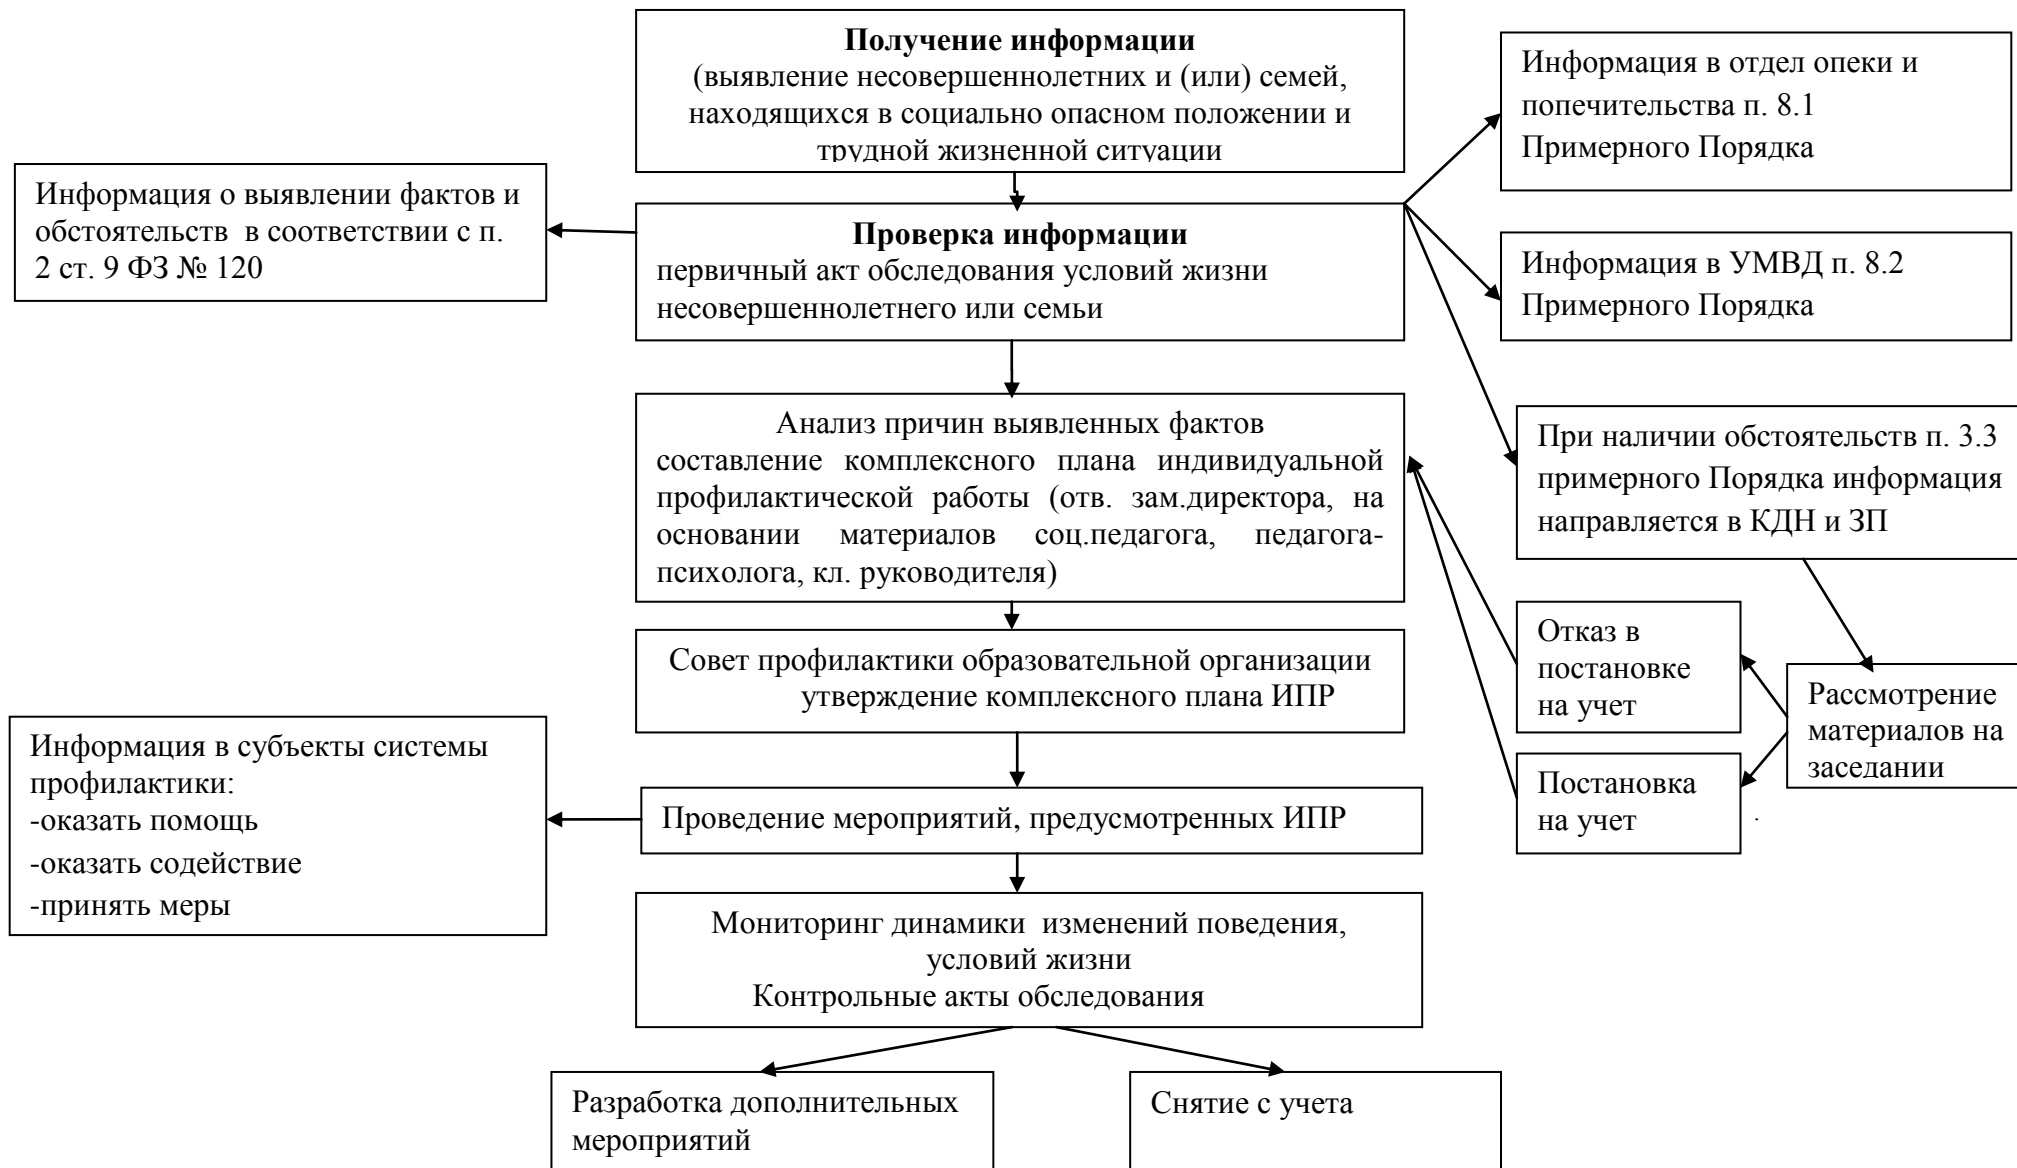 Получение информации
(выявление несовершеннолетних и (или) семей,
находящихся в социально опасном положении и
трудной жизненной ситуации
Информация в отдел опеки и
попечительства п. 8.1
Примерного Порядка
Информация о выявлении фактов и
обстоятельств в соответствии с п.
2 ст. 9 ФЗ № 120
Проверка информации
первичный акт обследования условий жизни
несовершеннолетнего или семьи
Информация в УМВД п. 8.2
Примерного Порядка
Анализ причин выявленных фактов
составление комплексного плана индивидуальной
профилактической работы (отв. зам.директора, на
основании материалов соц.педагога, педагога-
психолога, кл. руководителя)
При наличии обстоятельств п. 3.3
примерного Порядка информация
направляется в КДН и ЗП
Совет профилактики образовательной организации
утверждение комплексного плана ИПР
Отказ в
постановке
на учет
Рассмотрение
материалов на
заседании
Постановка
на учет
.
Информация в субъекты системы
профилактики:
-оказать помощь
-оказать содействие
-принять меры
Проведение мероприятий, предусмотренных ИПР
Мониторинг динамики изменений поведения,
условий жизни
Контрольные акты обследования
Разработка дополнительных
мероприятий
Снятие с учета